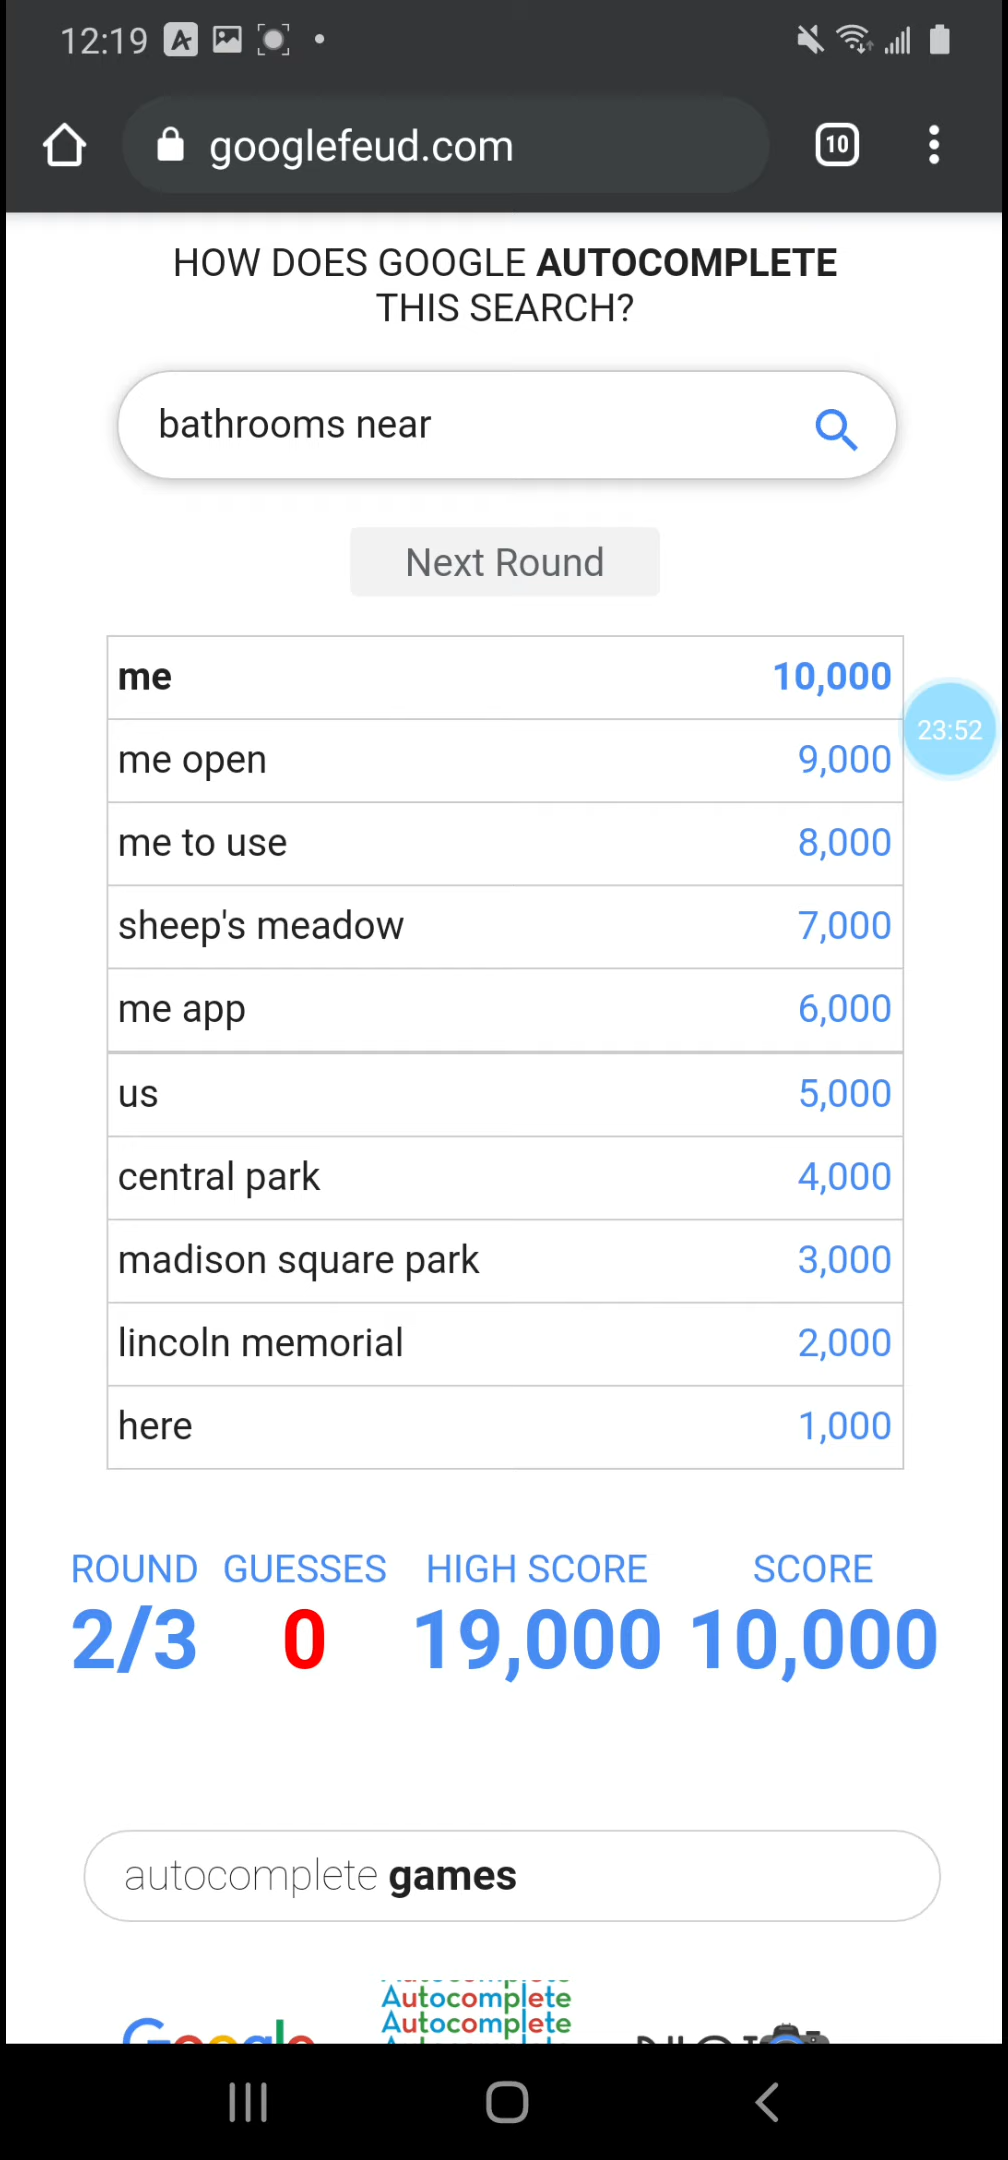 12:19
googlefeud.com
10
HOW DOES GOOGLE AUTOCOMPLETE
THIS SEARCH?
bathrooms near
Next Round
me 10,000
23:52
me open 9,000
me to use 8,000
sheep's meadow 7,000
me app 6,000
us 5,000
central park 4,000
madison square park 3,000
lincoln memorial 2,000
here 1,000
ROUND GUESSES HIGH SCORE SCORE
2/3 0 19,000 10,000
autocomplete games
Autocomplete
Autocomplete
Google